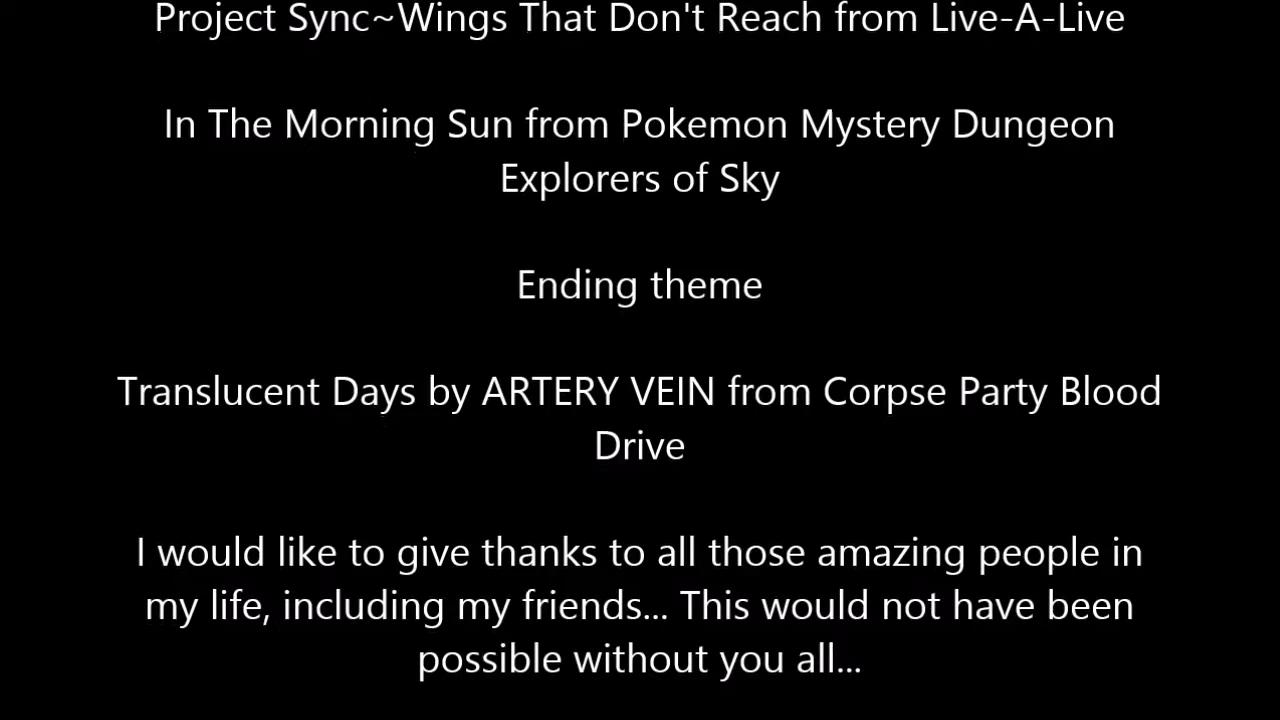 Project Sync~Wings That Don't Reach from Live-A-Live
In The Morning Sun from Pokemon Mystery Dungeon
Explorers of Sky
Ending theme
Translucent Days by ARTERY VEIN from Corpse Party Blood
Drive
I would like to give thanks to all those amazing people in
my life, including my friends... This would not have been
possible without you all...